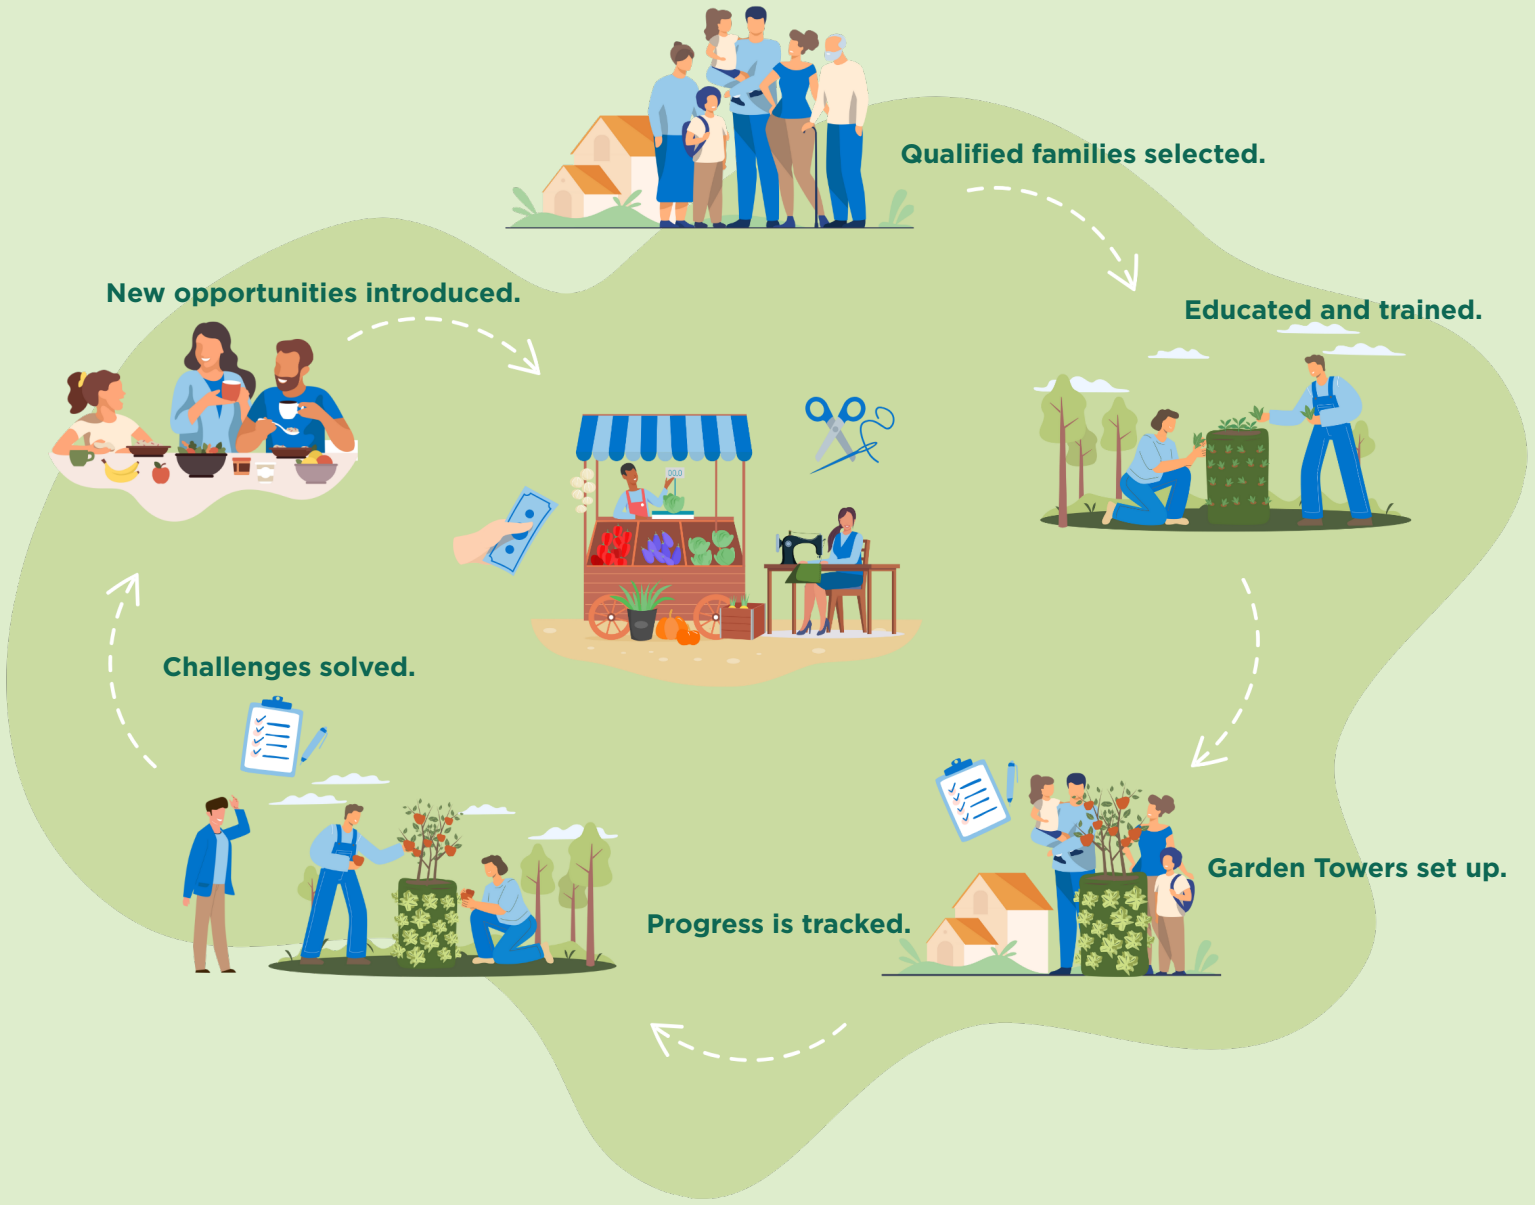 Qualified families selected.
Educated and trained.
Garden Towers set up.
Progress is tracked.
Challenges solved.
New opportunities introduced.